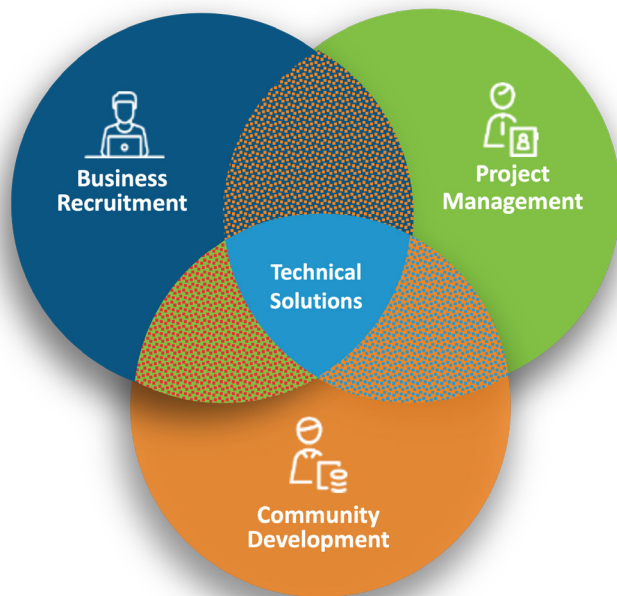 Business
Recruitment
Project
Management
Technical
Solutions
Community
Development